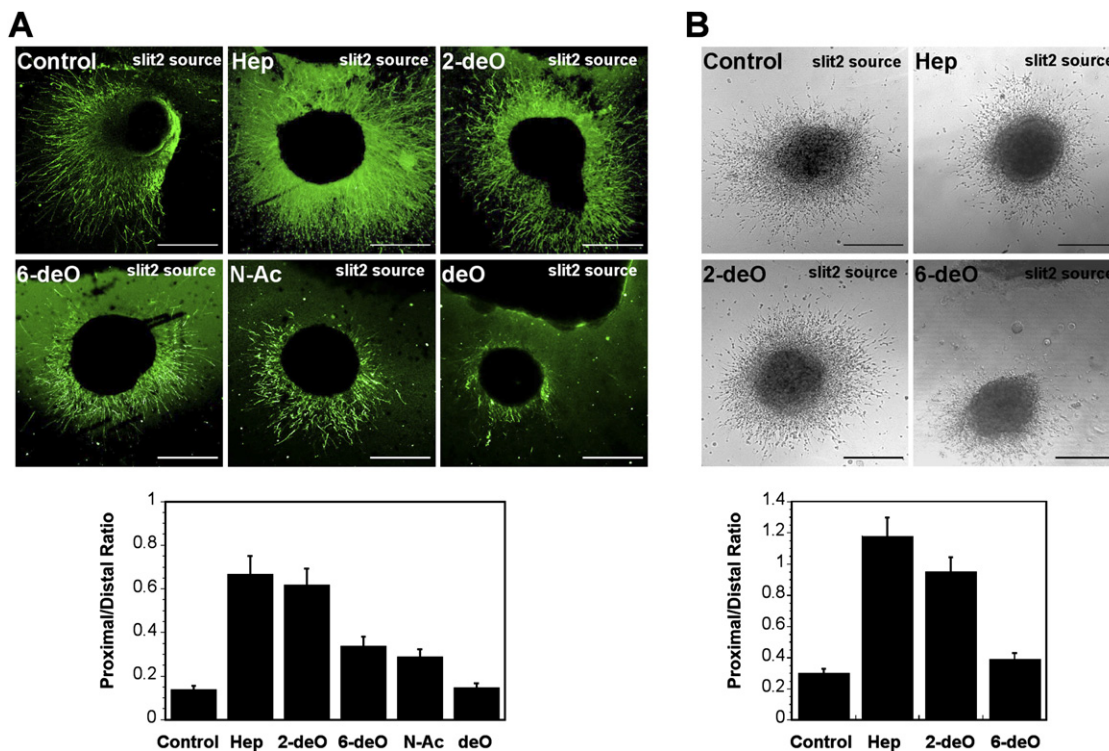 A
Control slit2 source
Hep slit2 source
2-deO slit2 source
6-deO slit2 source
N-Ac slit2 source
deO slit2 source
Proximal/Distal Ratio
1
0.8
0.6
0.4
0.2
0
Control Hep 2-deO 6-deO N-Ac deO
B
Control slit2 source
Hep slit2 source
2-deO slit2 source
6-deO slit2 source
Proximal/Distal Ratio
1.4
1.2
1
0.8
0.6
0.4
0.2
0
Control Hep 2-deO 6-deO